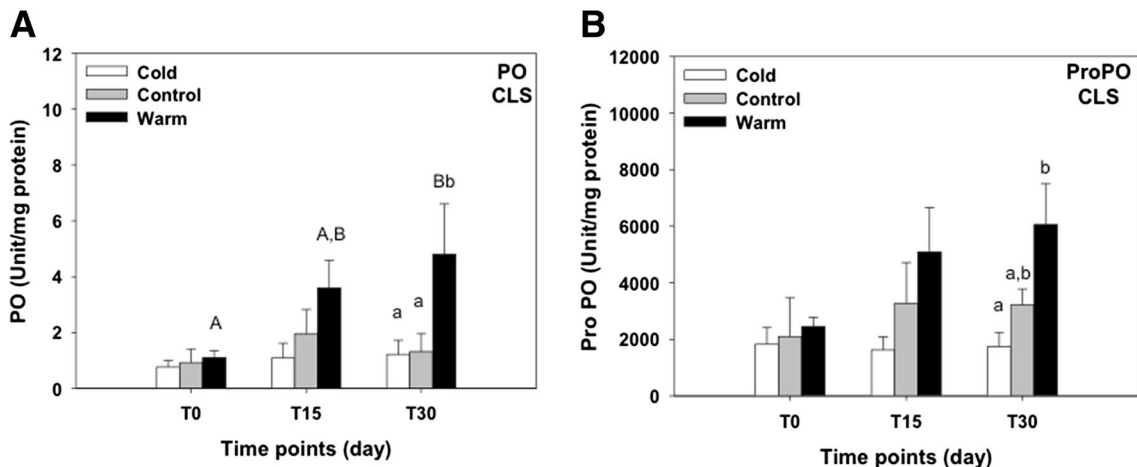 A
PO (Unit/mg protein)
12
10
8
6
4
2
0
Cold
Control
Warm
PO
CLS
A
A,B
a
a
Bb
T0
T15
T30
Time points (day)
B
Pro PO (Unit/mg protein)
12000
10000
8000
6000
4000
2000
0
Cold
Control
Warm
ProPO
CLS
a
a,b
b
T0
T15
T30
Time points (day)